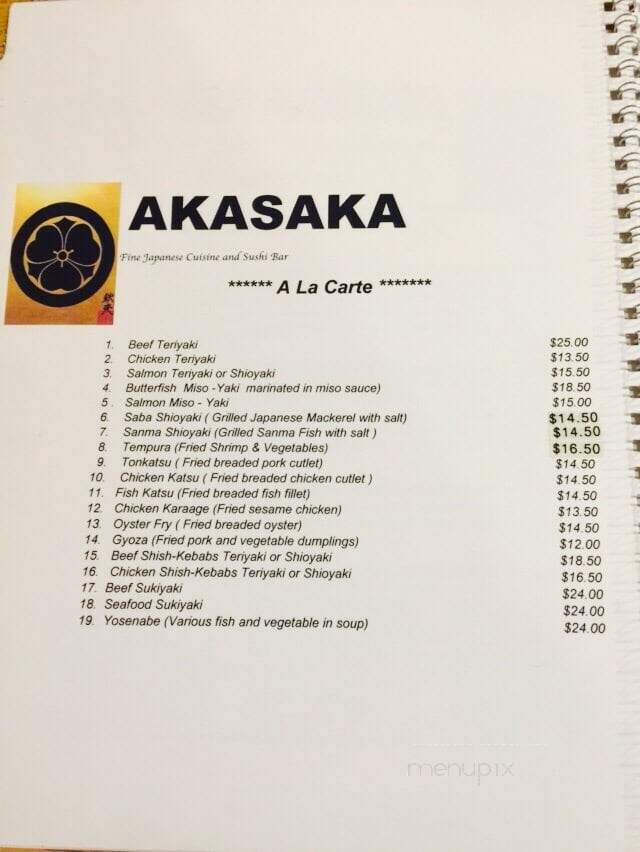 AKASAKA
Fine Japanese Cuisine and Sushi Bar
****** A La Carte *******
1. Beef Teriyaki $25.00
2. Chicken Teriyaki $13.50
3. Salmon Teriyaki or Shioyaki $15.50
4. Butterfish Miso -Yaki marinated in miso sauce) $18.50
5 . Salmon Miso - Yaki $15.00
6. Saba Shioyaki ( Grilled Japanese Mackerel with salt) $14.50
7. Sanma Shioyaki (Grilled Sanma Fish with salt ) $14.50
8. Tempura (Fried Shrimp & Vegetables) $16.50
9. Tonkatsu ( Fried breaded pork cutlet) $14.50
10. Chicken Katsu ( Fried breaded chicken cutlet ) $14.50
11. Fish Katsu (Fried breaded fish fillet) $14.50
12. Chicken Karaage (Fried sesame chicken) $13.50
13. Oyster Fry ( Fried breaded oyster) $14.50
14. Gyoza (Fried pork and vegetable dumplings) $12.00
15. Beef Shish-Kebabs Teriyaki or Shioyaki $18.50
16. Chicken Shish-Kebabs Teriyaki or Shioyaki $16.50
17. Beef Sukiyaki $24.00
18. Seafood Sukiyaki $24.00
19. Yosenabe (Various fish and vegetable in soup) $24.00
menupix